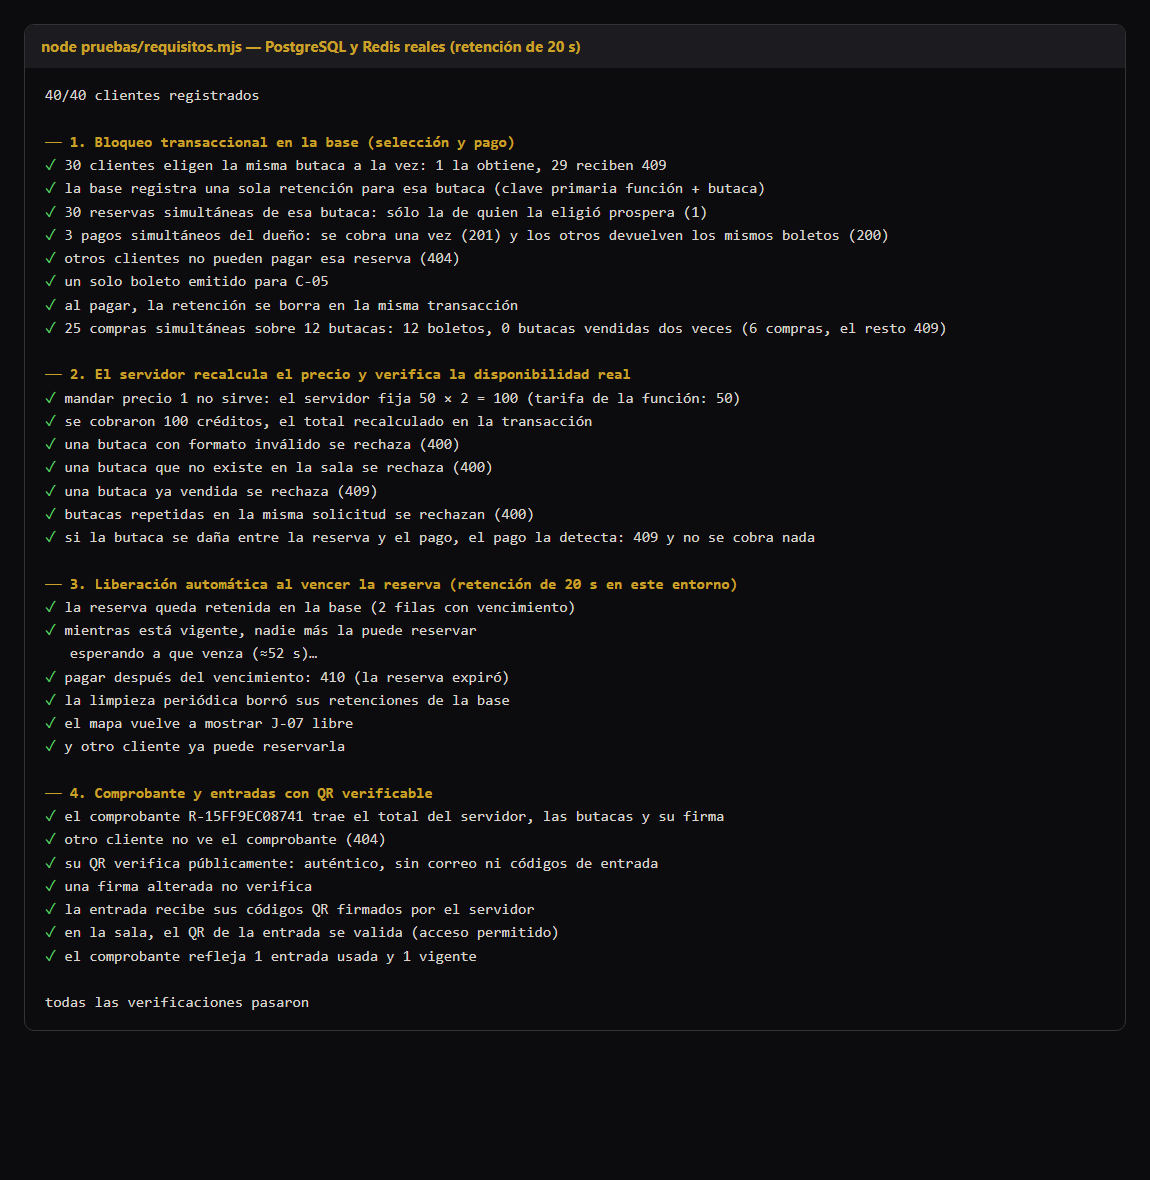 node pruebas/requisitos.mjs — PostgreSQL y Redis reales (retención de 20 s)
40/40 clientes registrados
── 1. Bloqueo transaccional en la base (selección y pago)
✓ 30 clientes eligen la misma butaca a la vez: 1 la obtiene, 29 reciben 409
✓ la base registra una sola retención para esa butaca (clave primaria función + butaca)
✓ 30 reservas simultáneas de esa butaca: sólo la de quien la eligió prospera (1)
✓ 3 pagos simultáneos del dueño: se cobra una vez (201) y los otros devuelven los mismos boletos (200)
✓ otros clientes no pueden pagar esa reserva (404)
✓ un solo boleto emitido para C-05
✓ al pagar, la retención se borra en la misma transacción
✓ 25 compras simultáneas sobre 12 butacas: 12 boletos, 0 butacas vendidas dos veces (6 compras, el resto 409)
── 2. El servidor recalcula el precio y verifica la disponibilidad real
✓ mandar precio 1 no sirve: el servidor fija 50 × 2 = 100 (tarifa de la función: 50)
✓ se cobraron 100 créditos, el total recalculado en la transacción
✓ una butaca con formato inválido se rechaza (400)
✓ una butaca que no existe en la sala se rechaza (400)
✓ una butaca ya vendida se rechaza (409)
✓ butacas repetidas en la misma solicitud se rechazan (400)
✓ si la butaca se daña entre la reserva y el pago, el pago la detecta: 409 y no se cobra nada
── 3. Liberación automática al vencer la reserva (retención de 20 s en este entorno)
✓ la reserva queda retenida en la base (2 filas con vencimiento)
✓ mientras está vigente, nadie más la puede reservar
esperando a que venza (≈52 s)…
✓ pagar después del vencimiento: 410 (la reserva expiró)
✓ la limpieza periódica borró sus retenciones de la base
✓ el mapa vuelve a mostrar J-07 libre
✓ y otro cliente ya puede reservarla
── 4. Comprobante y entradas con QR verificable
✓ el comprobante R-15FF9EC08741 trae el total del servidor, las butacas y su firma
✓ otro cliente no ve el comprobante (404)
✓ su QR verifica públicamente: auténtico, sin correo ni códigos de entrada
✓ una firma alterada no verifica
✓ la entrada recibe sus códigos QR firmados por el servidor
✓ en la sala, el QR de la entrada se valida (acceso permitido)
✓ el comprobante refleja 1 entrada usada y 1 vigente
todas las verificaciones pasaron